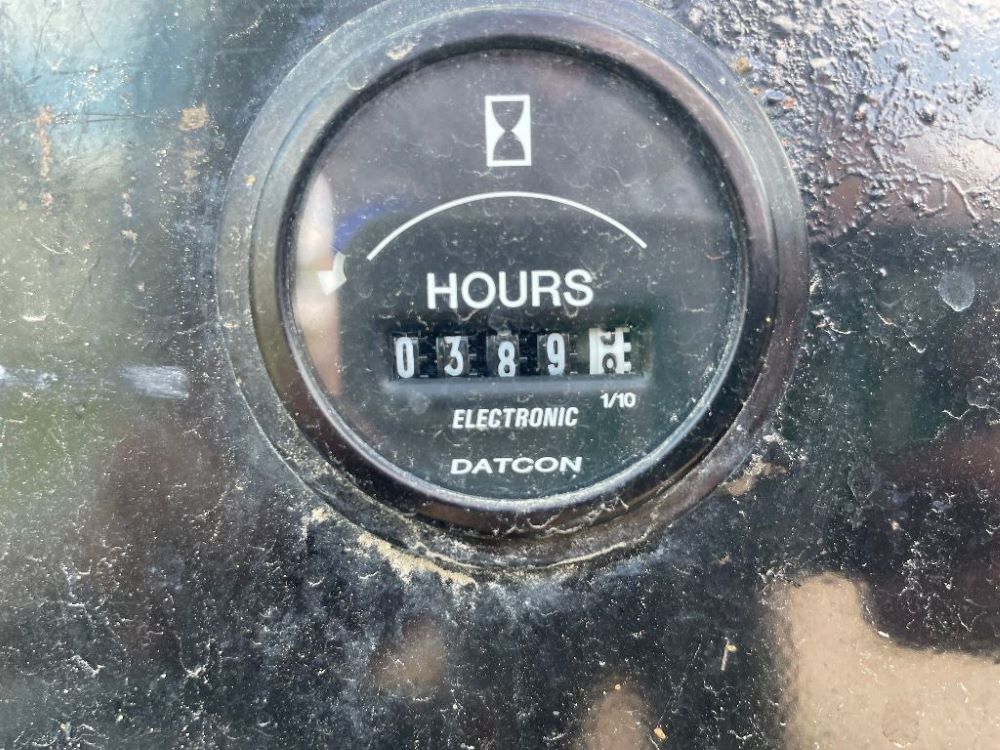 HOURS
0389
1/10
ELECTRONIC
DATCON